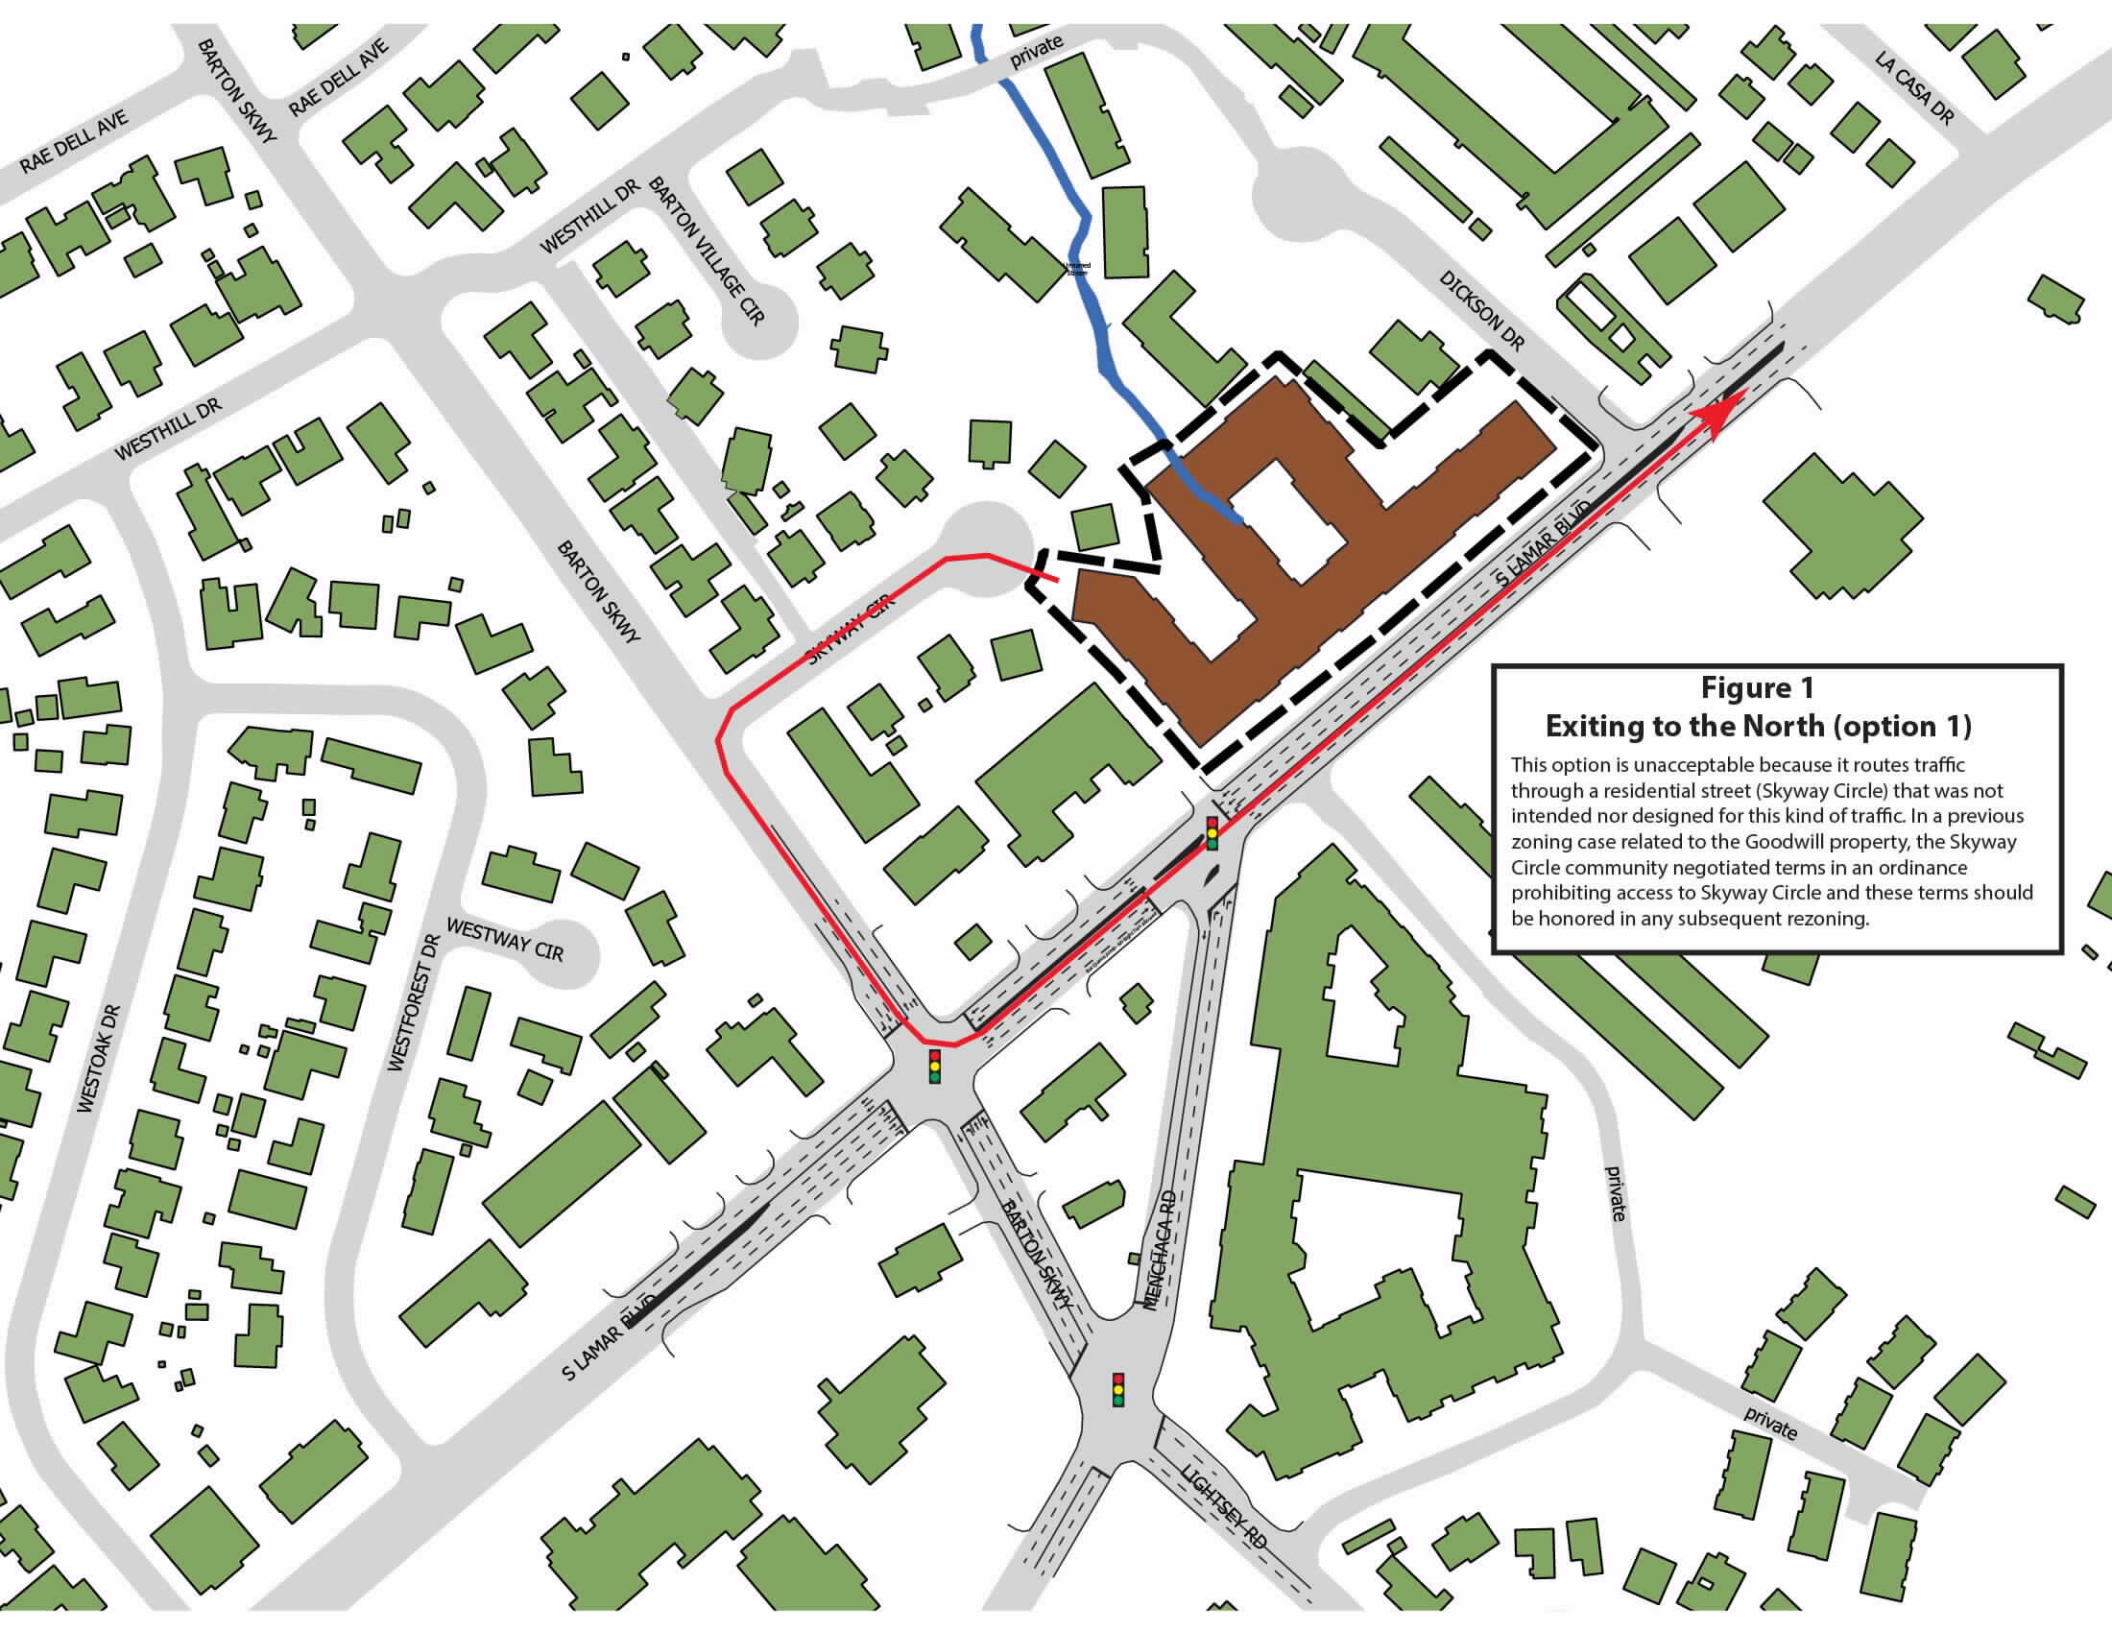 private
LA CASA DR
BARTON SKWY
RAE DELL AVE
RAE DELL AVE
WESTHILL DR
BARTON VILLAGE CIR
DICKSON DR
WESTHILL DR
BARTON SKWY
S LAMAR BLVD
SKYWAY CIR
Figure 1
Exiting to the North (option 1)
This option is unacceptable because it routes traffic
through a residential street (Skyway Circle) that was not
intended nor designed for this kind of traffic. In a previous
zoning case related to the Goodwill property, the Skyway
Circle community negotiated terms in an ordinance
prohibiting access to Skyway Circle and these terms should
be honored in any subsequent rezoning.
WESTWAY CIR
WESTFOREST DR
WESTOAK DR
private
BARTON SKWY
MENCHACA RD
S LAMAR BLVD
private
LIGHTSEY RD